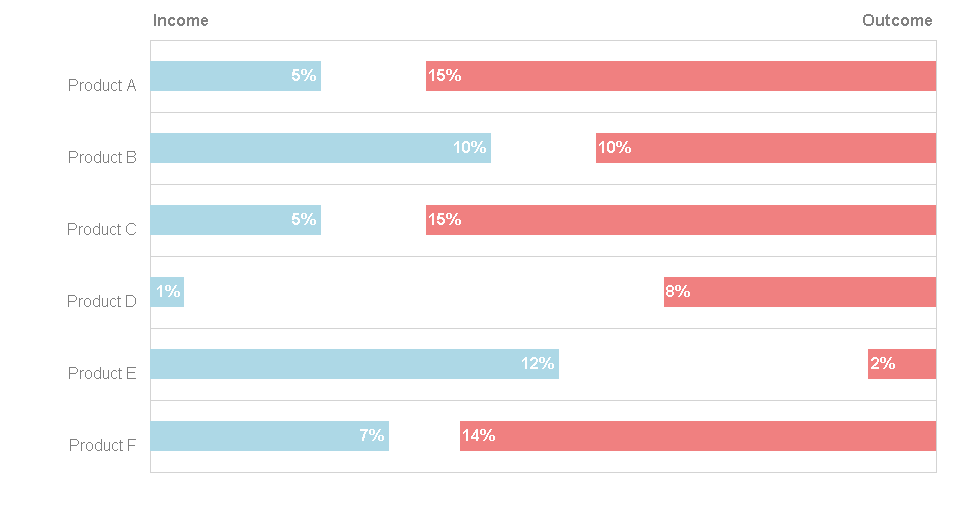 Income Outcome
Product A 5% 15%
Product B 10% 10%
Product C 5% 15%
Product D 1% 8%
Product E 12% 2%
Product F 7% 14%